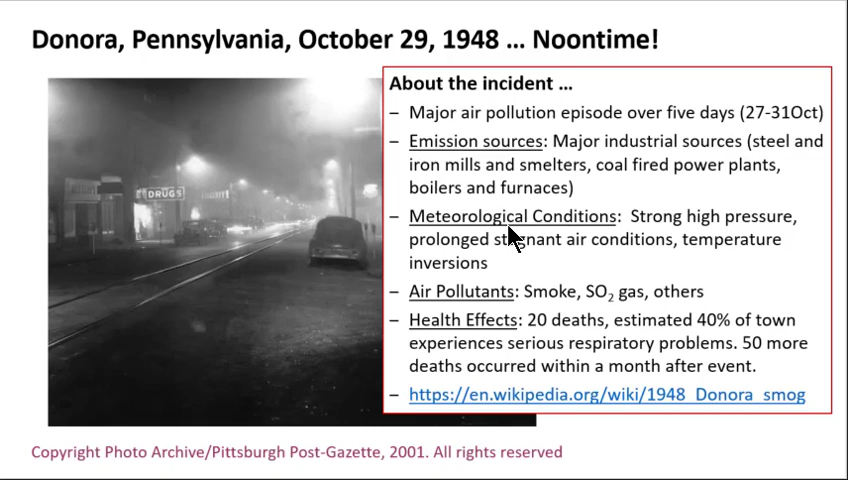 Donora, Pennsylvania, October 29, 1948 … Noontime!
About the incident …
– Major air pollution episode over five days (27-31Oct)
– Emission sources: Major industrial sources (steel and
iron mills and smelters, coal fired power plants,
boilers and furnaces)
– Meteorological Conditions: Strong high pressure,
prolonged stagnant air conditions, temperature
inversions
– Air Pollutants: Smoke, SO₂ gas, others
– Health Effects: 20 deaths, estimated 40% of town
experiences serious respiratory problems. 50 more
deaths occurred within a month after event.
– https://en.wikipedia.org/wiki/1948_Donora_smog
DRUGS
Copyright Photo Archive/Pittsburgh Post-Gazette, 2001. All rights reserved